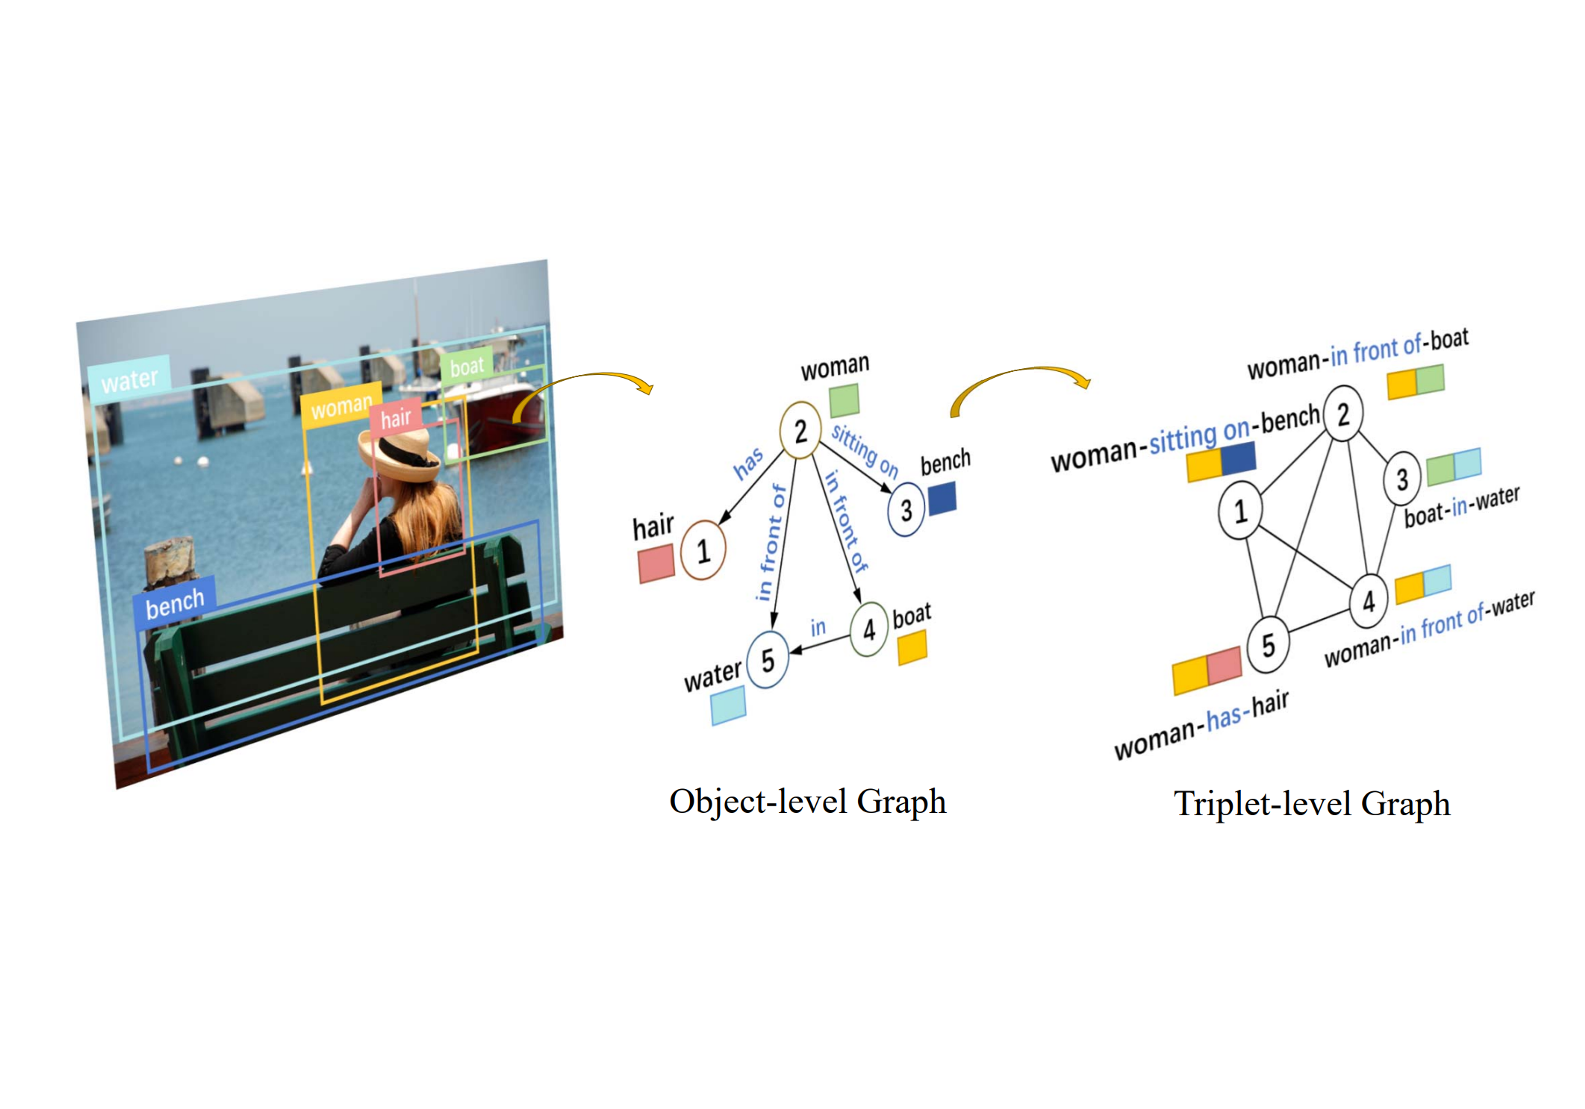 water
woman
hair
boat
bench
woman
2
has
sitting on
in front of
in front of
bench
3
hair
1
in
4
boat
water
5
Object-level Graph
woman-in front of-boat
2
woman-sitting on-bench
1
3
boat-in-water
4
woman-in front of-water
5
woman-has-hair
Triplet-level Graph